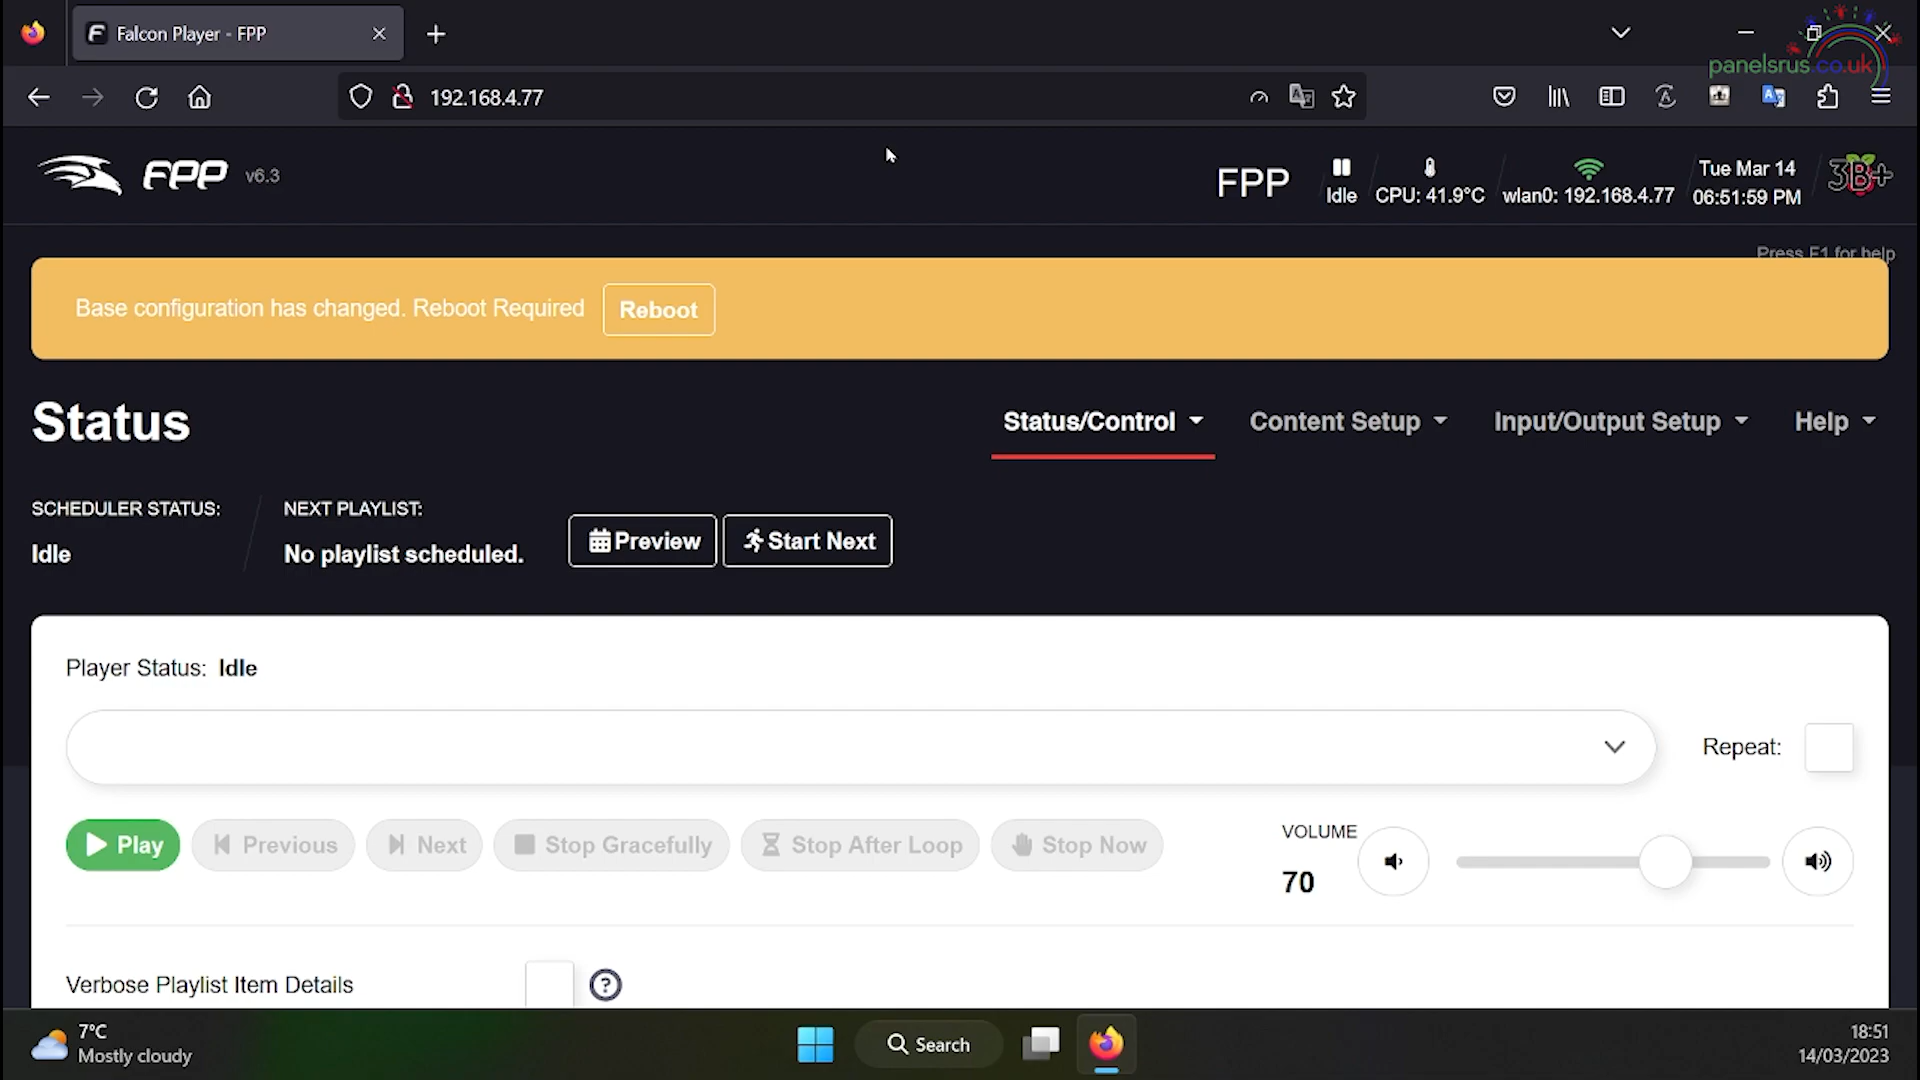 Falcon Player - FPP
panelsrus.co.uk
192.168.4.77
FPP v6.3
FPP
Idle
CPU: 41.9°C
wlan0: 192.168.4.77
Tue Mar 14
06:51:59 PM
3B+
Press F1 for help
Base configuration has changed. Reboot Required
Reboot
Status
Status/Control
Content Setup
Input/Output Setup
Help
SCHEDULER STATUS:
Idle
NEXT PLAYLIST:
No playlist scheduled.
Preview
Start Next
Player Status: Idle
Repeat:
Play
Previous
Next
Stop Gracefully
Stop After Loop
Stop Now
VOLUME
70
Verbose Playlist Item Details
7°C
Mostly cloudy
Search
18:51
14/03/2023